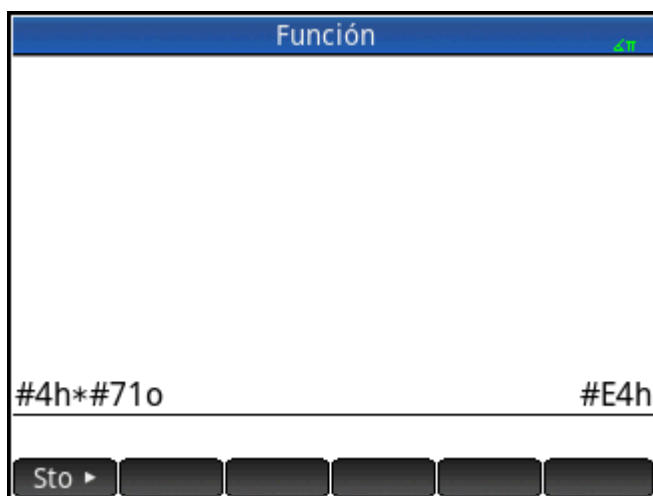 Función
∡π
#4h*#71o #E4h
Sto ▸